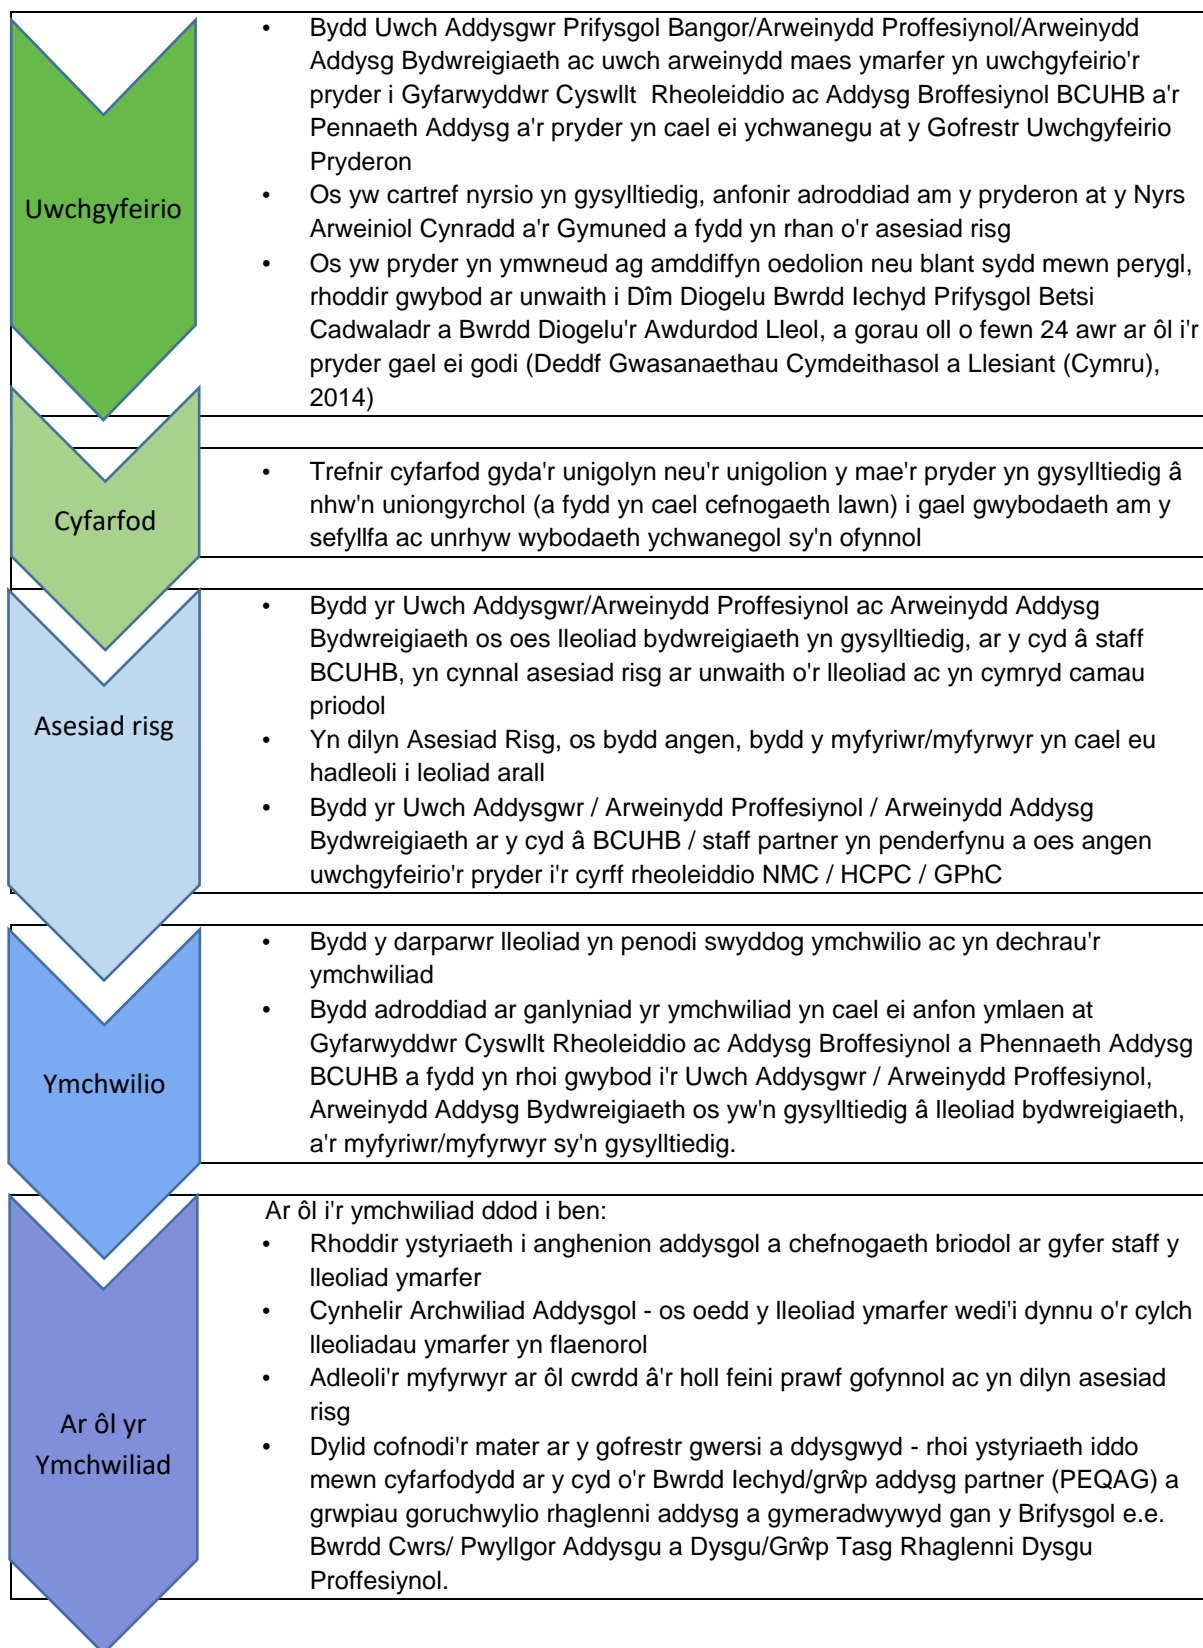 Uwchgyfeirio
• Bydd Uwch Addysgwr Prifysgol Bangor/Arweinydd Proffesiynol/Arweinydd
Addysg Bydwreigiaeth ac uwch arweinydd maes ymarfer yn uwchgyfeirio'r
pryder i Gyfarwyddwr Cyswllt  Rheoleiddio ac Addysg Broffesiynol BCUHB a'r
Pennaeth Addysg a'r pryder yn cael ei ychwanegu at y Gofrestr Uwchgyfeirio
Pryderon
• Os yw cartref nyrsio yn gysylltiedig, anfonir adroddiad am y pryderon at y Nyrs
Arweiniol Cynradd a'r Gymuned a fydd yn rhan o'r asesiad risg
• Os yw pryder yn ymwneud ag amddiffyn oedolion neu blant sydd mewn perygl,
rhoddir gwybod ar unwaith i Dîm Diogelu Bwrdd Iechyd Prifysgol Betsi
Cadwaladr a Bwrdd Diogelu'r Awdurdod Lleol, a gorau oll o fewn 24 awr ar ôl i'r
pryder gael ei godi (Deddf Gwasanaethau Cymdeithasol a Llesiant (Cymru),
2014)
Cyfarfod
• Trefnir cyfarfod gyda'r unigolyn neu'r unigolion y mae'r pryder yn gysylltiedig â
nhw'n uniongyrchol (a fydd yn cael cefnogaeth lawn) i gael gwybodaeth am y
sefyllfa ac unrhyw wybodaeth ychwanegol sy'n ofynnol
Asesiad risg
• Bydd yr Uwch Addysgwr/Arweinydd Proffesiynol ac Arweinydd Addysg
Bydwreigiaeth os oes lleoliad bydwreigiaeth yn gysylltiedig, ar y cyd â staff
BCUHB, yn cynnal asesiad risg ar unwaith o'r lleoliad ac yn cymryd camau
priodol
• Yn dilyn Asesiad Risg, os bydd angen, bydd y myfyriwr/myfyrwyr yn cael eu
hadleoli i leoliad arall
• Bydd yr Uwch Addysgwr / Arweinydd Proffesiynol / Arweinydd Addysg
Bydwreigiaeth ar y cyd â BCUHB / staff partner yn penderfynu a oes angen
uwchgyfeirio'r pryder i'r cyrff rheoleiddio NMC / HCPC / GPhC
Ymchwilio
• Bydd y darparwr lleoliad yn penodi swyddog ymchwilio ac yn dechrau'r
ymchwiliad
• Bydd adroddiad ar ganlyniad yr ymchwiliad yn cael ei anfon ymlaen at
Gyfarwyddwr Cyswllt Rheoleiddio ac Addysg Broffesiynol a Phennaeth Addysg
BCUHB a fydd yn rhoi gwybod i'r Uwch Addysgwr / Arweinydd Proffesiynol,
Arweinydd Addysg Bydwreigiaeth os yw'n gysylltiedig â lleoliad bydwreigiaeth,
a'r myfyriwr/myfyrwyr sy'n gysylltiedig.
Ar ôl yr
Ymchwiliad
Ar ôl i'r ymchwiliad ddod i ben:
• Rhoddir ystyriaeth i anghenion addysgol a chefnogaeth briodol ar gyfer staff y
lleoliad ymarfer
• Cynhelir Archwiliad Addysgol - os oedd y lleoliad ymarfer wedi'i dynnu o'r cylch
lleoliadau ymarfer yn flaenorol
• Adleoli'r myfyrwyr ar ôl cwrdd â'r holl feini prawf gofynnol ac yn dilyn asesiad
risg
• Dylid cofnodi'r mater ar y gofrestr gwersi a ddysgwyd - rhoi ystyriaeth iddo
mewn cyfarfodydd ar y cyd o'r Bwrdd Iechyd/grŵp addysg partner (PEQAG) a
grwpiau goruchwylio rhaglenni addysg a gymeradwywyd gan y Brifysgol e.e.
Bwrdd Cwrs/ Pwyllgor Addysgu a Dysgu/Grŵp Tasg Rhaglenni Dysgu
Proffesiynol.